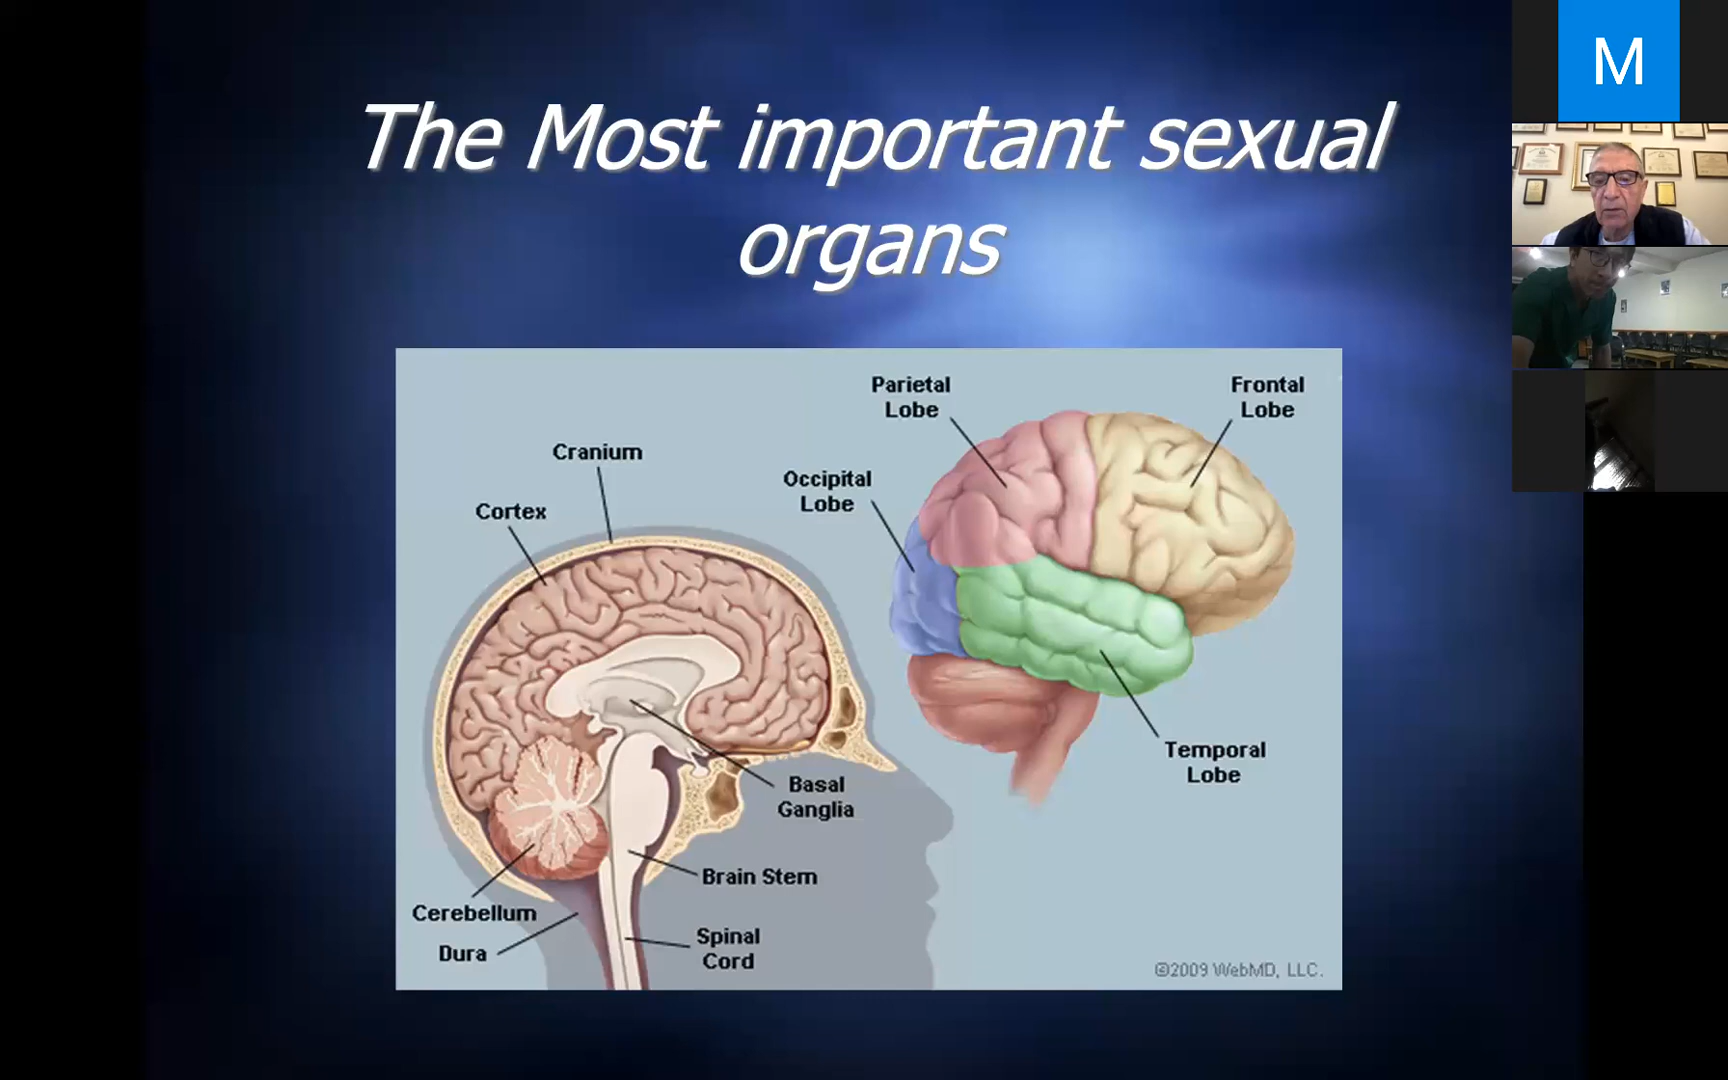 The Most important sexual
organs
Parietal
Lobe
Frontal
Lobe
Cranium
Occipital
Lobe
Cortex
Temporal
Lobe
Basal
Ganglia
Brain Stem
Cerebellum
Dura
Spinal
Cord
©2009 WebMD, LLC.
M